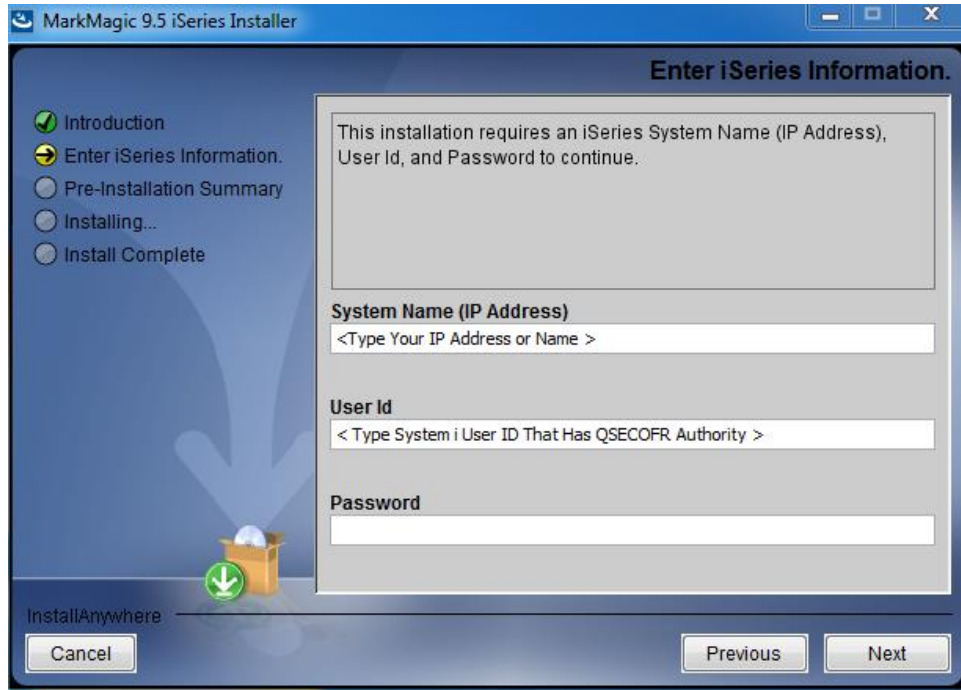 MarkMagic 9.5 iSeries Installer
Enter iSeries Information.
Introduction
Enter iSeries Information.
Pre-Installation Summary
Installing...
Install Complete
This installation requires an iSeries System Name (IP Address),
User Id, and Password to continue.
System Name (IP Address)
<Type Your IP Address or Name >
User Id
< Type System i User ID That Has QSECOFR Authority >
Password
InstallAnywhere
Cancel
Previous
Next